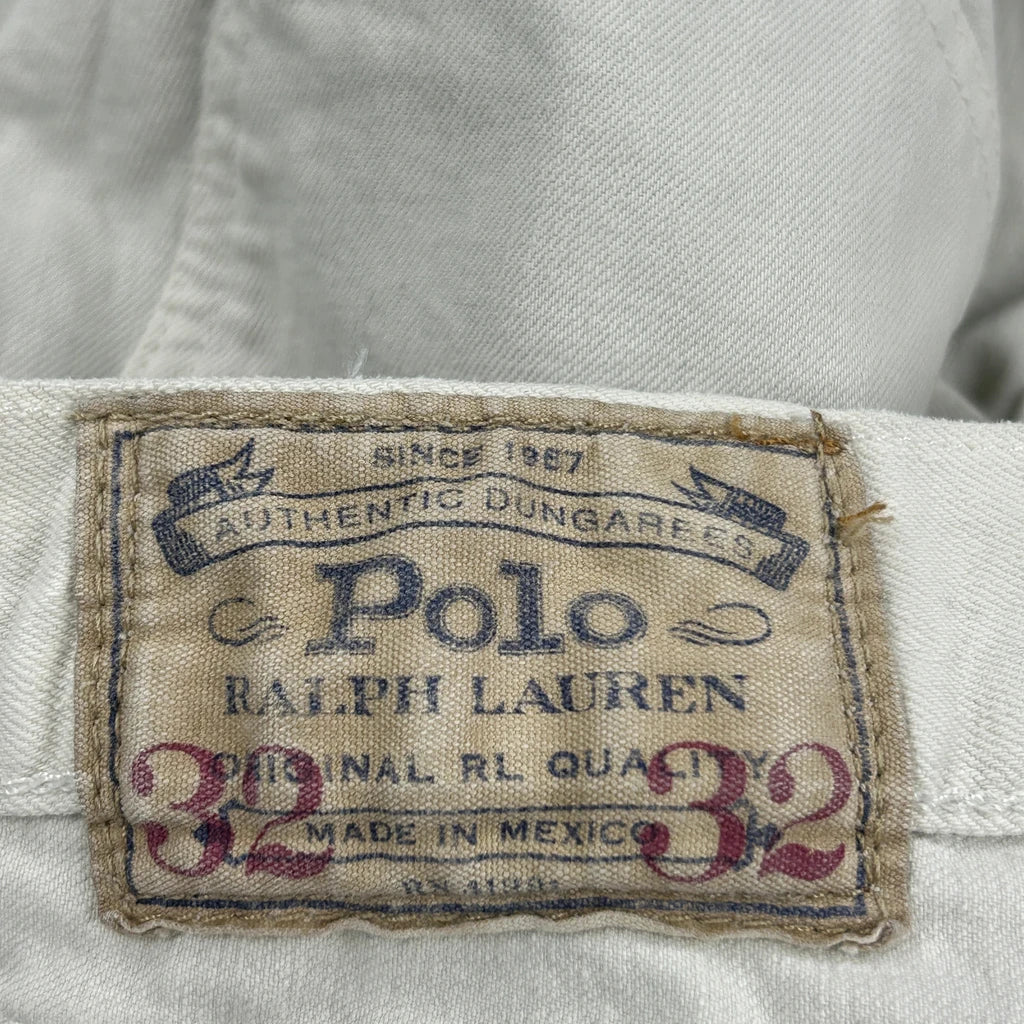 SINCE 1967
AUTHENTIC DUNGAREES
Polo
RALPH LAUREN
ORIGINAL RL QUALITY
32 32
MADE IN MEXICO